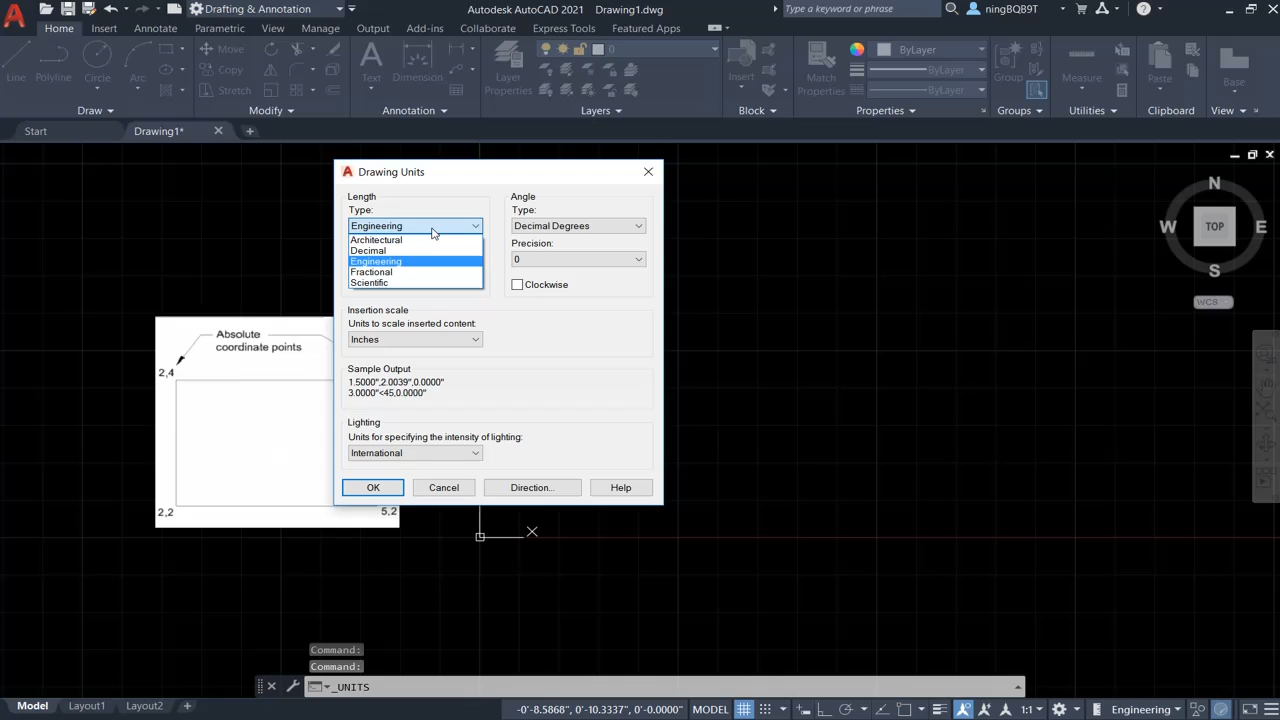 A
Drafting & Annotation
Autodesk AutoCAD 2021 Drawing1.dwg
Type a keyword or phrase
ningBQB9T
Home Insert Annotate Parametric View Manage Output Add-ins Collaborate Express Tools Featured Apps
Line Polyline Circle Arc
Move
Copy
Stretch
Text Dimension
Layer Properties
0
Insert
Match Properties
ByLayer
ByLayer
ByLayer
Group
Measure
Paste
Base
Draw Modify Annotation Layers Block Properties Groups Utilities Clipboard View
Start Drawing1*
A Drawing Units
Length
Type:
Engineering
Architectural
Decimal
Engineering
Fractional
Scientific
Angle
Type:
Decimal Degrees
Precision:
0
Clockwise
Insertion scale
Units to scale inserted content:
Inches
Sample Output
1.5000",2.0039",0.0000"
3.0000"<45,0.0000"
Lighting
Units for specifying the intensity of lighting:
International
OK Cancel Direction... Help
Absolute
coordinate points
2,4
2,2
5,2
N
W TOP E
S
WCS
X
Command:
Command:
_UNITS
Model Layout1 Layout2 +
-0'-8.5868", 0'-10.3337", 0'-0.0000" MODEL 1:1 Engineering